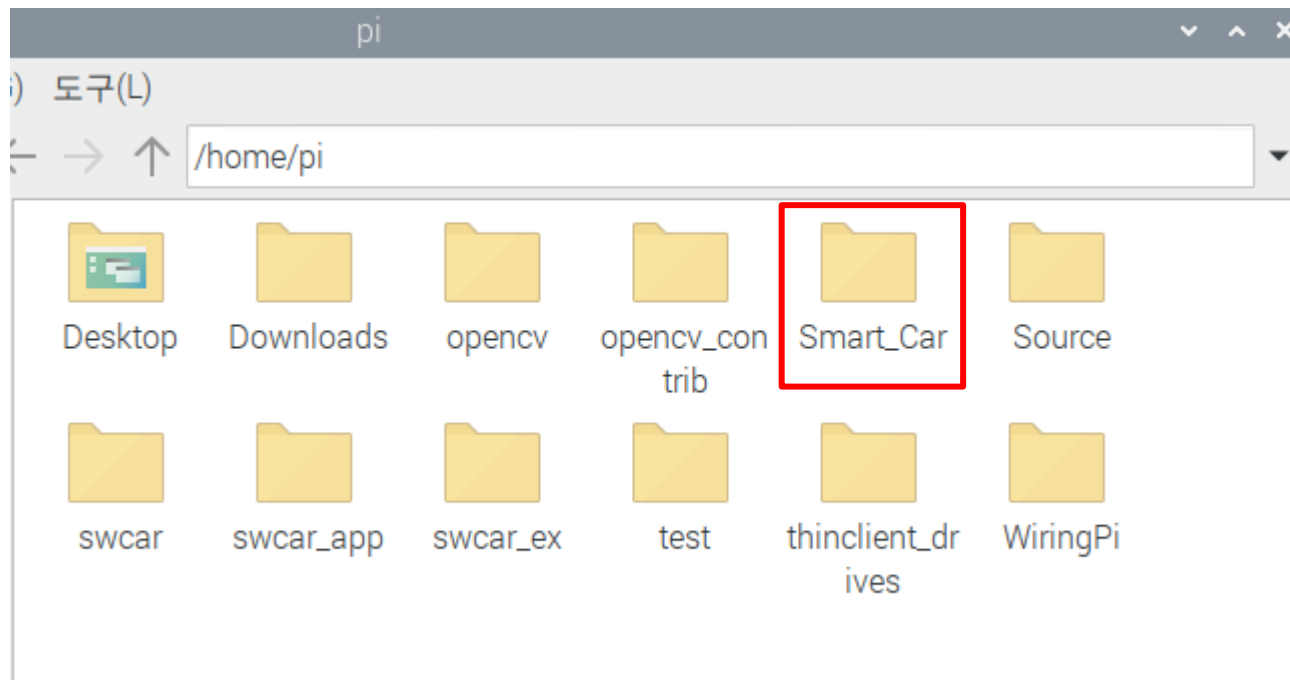 pi
) 도구(L)
/home/pi
Desktop
Downloads
opencv
opencv_con
trib
Smart_Car
Source
swcar
swcar_app
swcar_ex
test
thinclient_dr
ives
WiringPi